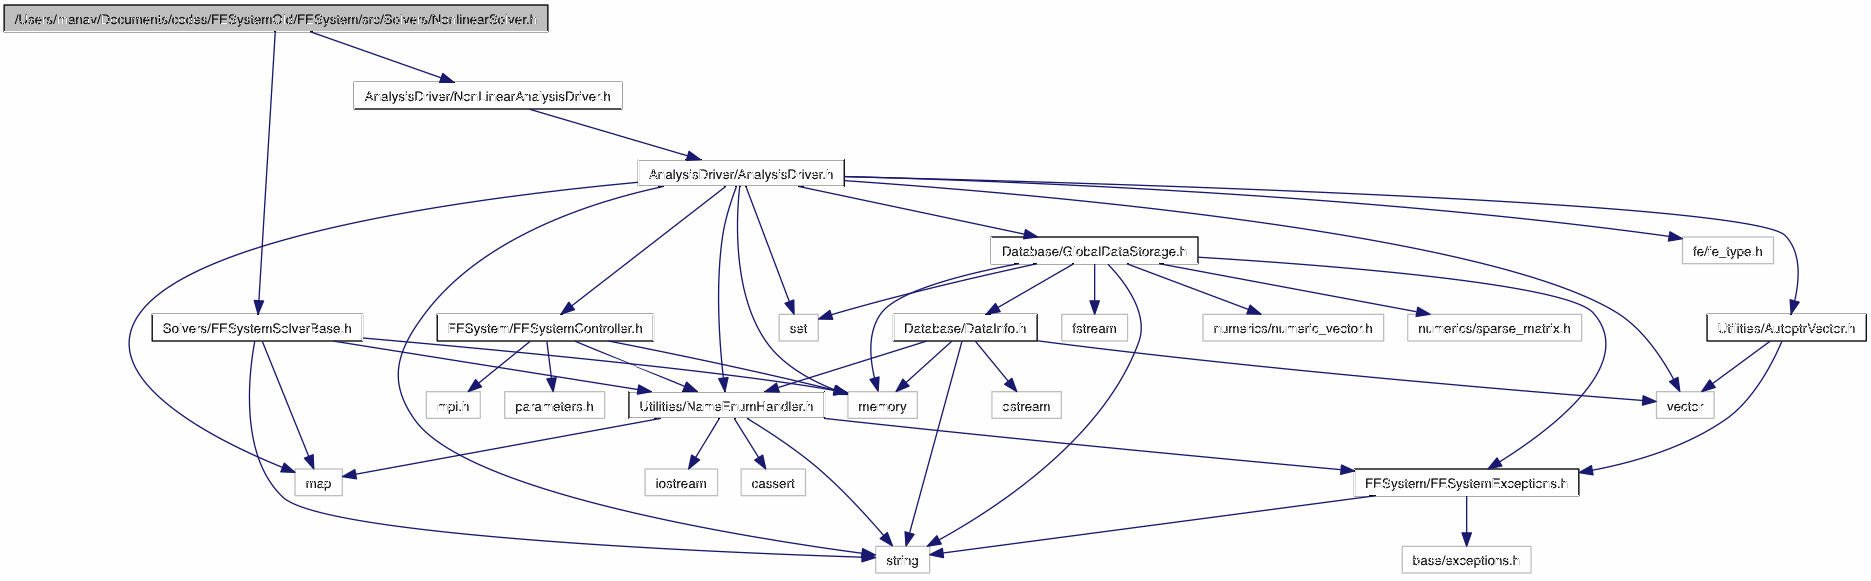 /Users/manav/Documents/codes/FESystemOld/FESystem/src/Solvers/NonlinearSolver.h
AnalysisDriver/NonLinearAnalysisDriver.h
AnalysisDriver/AnalysisDriver.h
Database/GlobalDataStorage.h
fe/fe_type.h
Solvers/FESystemSolverBase.h
FESystem/FESystemController.h
set
Database/DataInfo.h
fstream
numerics/numeric_vector.h
numerics/sparse_matrix.h
Utilities/AutoptrVector.h
mpi.h
parameters.h
Utilities/NameEnumHandler.h
memory
ostream
vector
map
iostream
cassert
FESystem/FESystemExceptions.h
string
base/exceptions.h